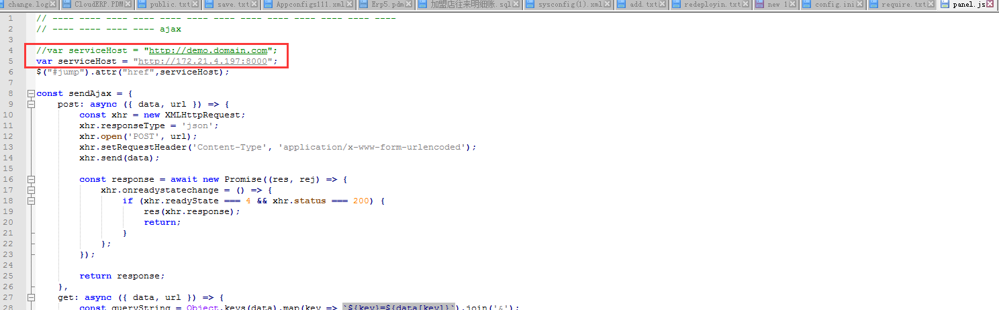 change.log CloudERP.PDM public.txt save.txt Appconfigs111.xml Erp5.pdm 加盟店往来明细账.sql sysconfig(1).xml add.txt redeployin.txt new 1 config.ini require.txt panel.js
1 // ---- ---- ---- ---- ---- ---- ---- ---- ---- ---- ---- ---- ----
2 // ---- ---- ---- ---- ajax
3
4 //var serviceHost = "http://demo.domain.com";
5 var serviceHost = "http://172.21.4.197:8000";
6 $("#jump").attr("href",serviceHost);
7
8 const sendAjax = {
9 post: async ({ data, url }) => {
10 const xhr = new XMLHttpRequest;
11 xhr.responseType = 'json';
12 xhr.open('POST', url);
13 xhr.setRequestHeader('Content-Type', 'application/x-www-form-urlencoded');
14 xhr.send(data);
15
16 const response = await new Promise((res, rej) => {
17 xhr.onreadystatechange = () => {
18 if (xhr.readyState === 4 && xhr.status === 200) {
19 res(xhr.response);
20 return;
21 }
22 };
23 });
24
25 return response;
26 },
27 get: async ({ data, url }) => {
28 const queryString = Object.keys(data).map(key => `${key}=${data[key]}`).join('&');